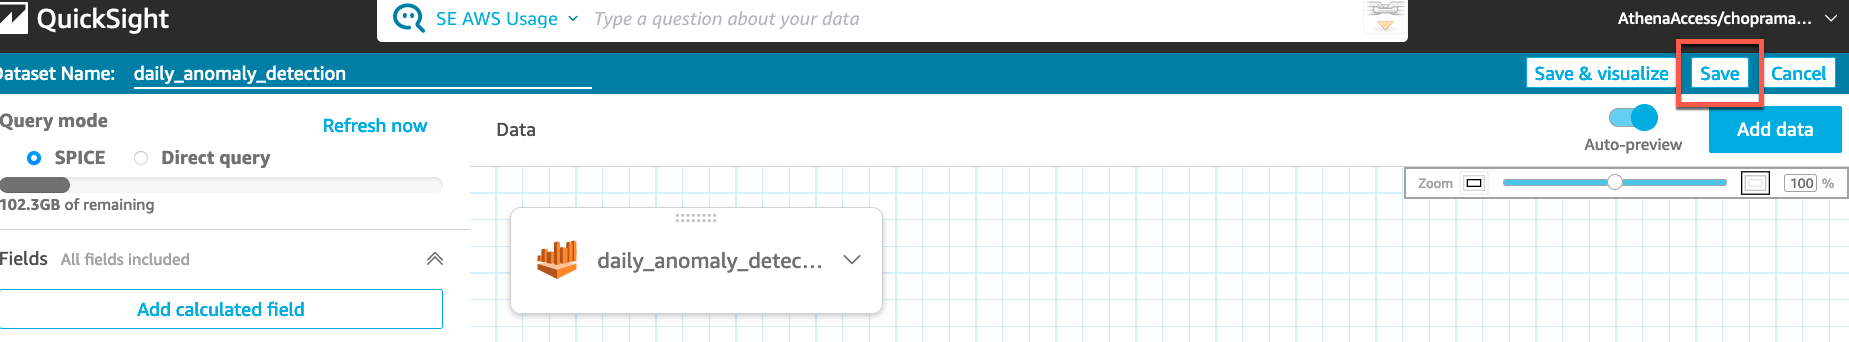 QuickSight
SE AWS Usage
Type a question about your data
AthenaAccess/choprama...
Dataset Name: daily_anomaly_detection
Save & visualize
Save
Cancel
Query mode
Refresh now
SPICE
Direct query
102.3GB of remaining
Data
Auto-preview
Add data
Zoom
100 %
Fields All fields included
Add calculated field
daily_anomaly_detec...